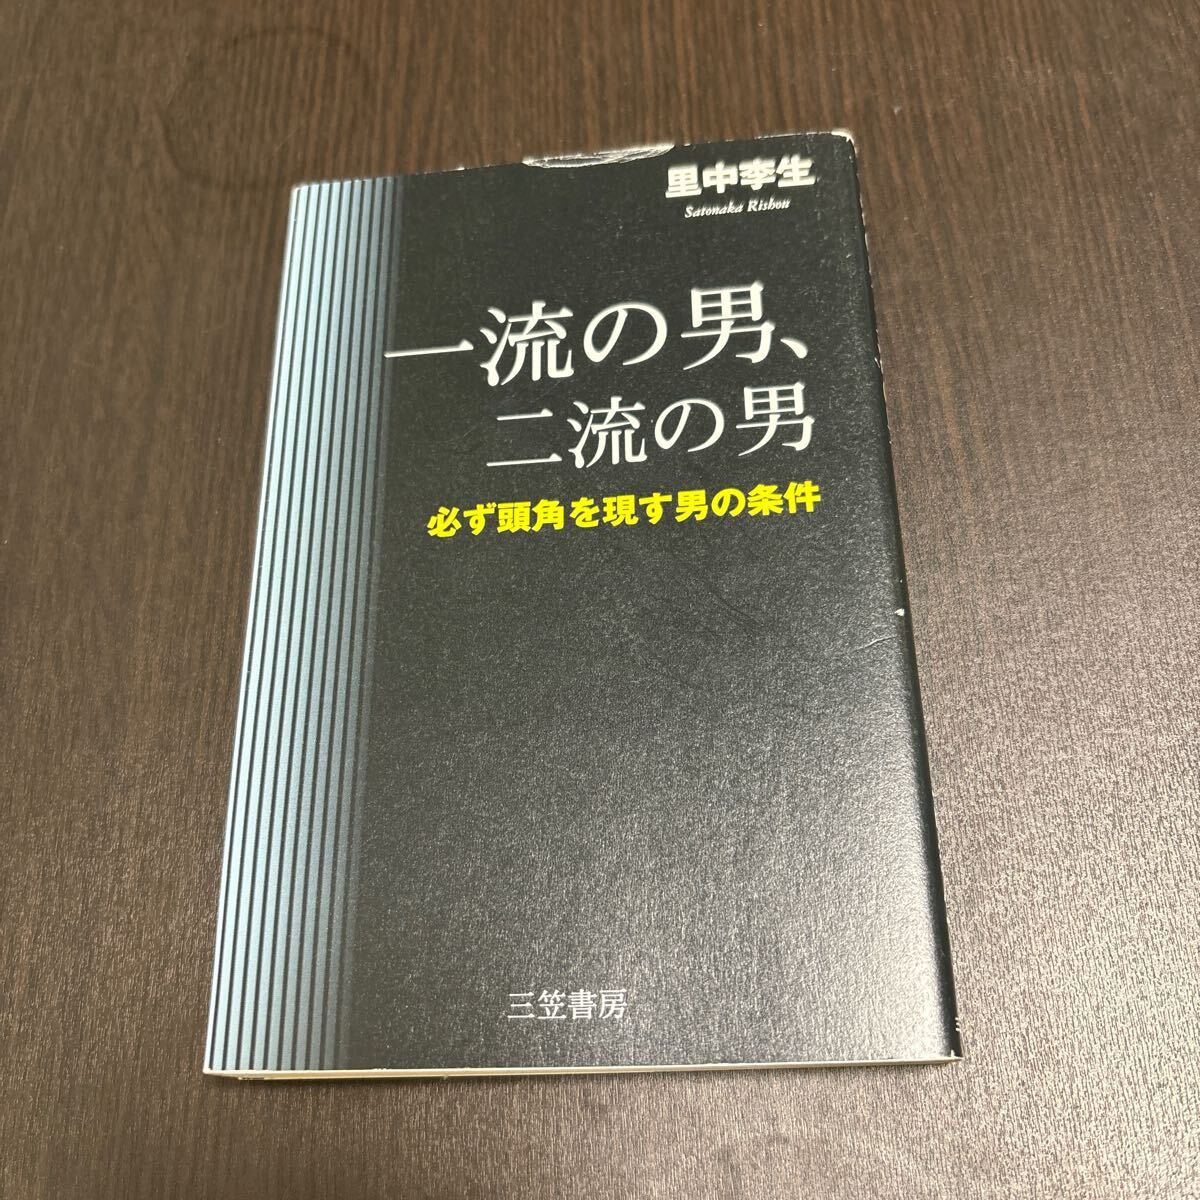 里中李生
Satonaka Rishou
一流の男、
二流の男
必ず頭角を現す男の条件
三笠書房